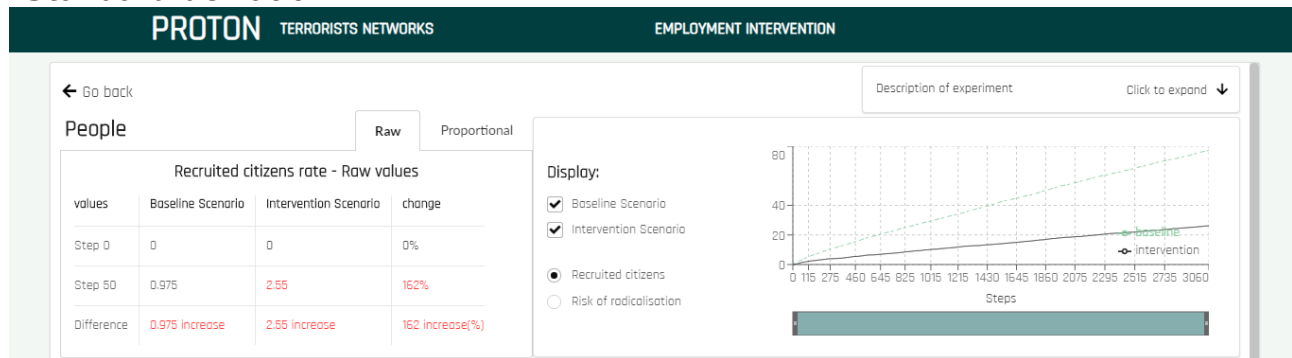 PROTON TERRORISTS NETWORKS EMPLOYMENT INTERVENTION
Go back
Description of experiment Click to expand
People
Raw Proportional
Recruited citizens rate - Raw values
values Baseline Scenario Intervention Scenario change
Step 0 0 0 0%
Step 50 0.975 2.55 162%
Difference 0.975 increase 2.55 increase 162 increase(%)
Display:
Baseline Scenario
Intervention Scenario
Recruited citizens
Risk of radicalisation
80
40
20
0
baseline
intervention
0 115 275 460 645 825 1015 1215 1430 1645 1860 2075 2295 2515 2735 3060
Steps